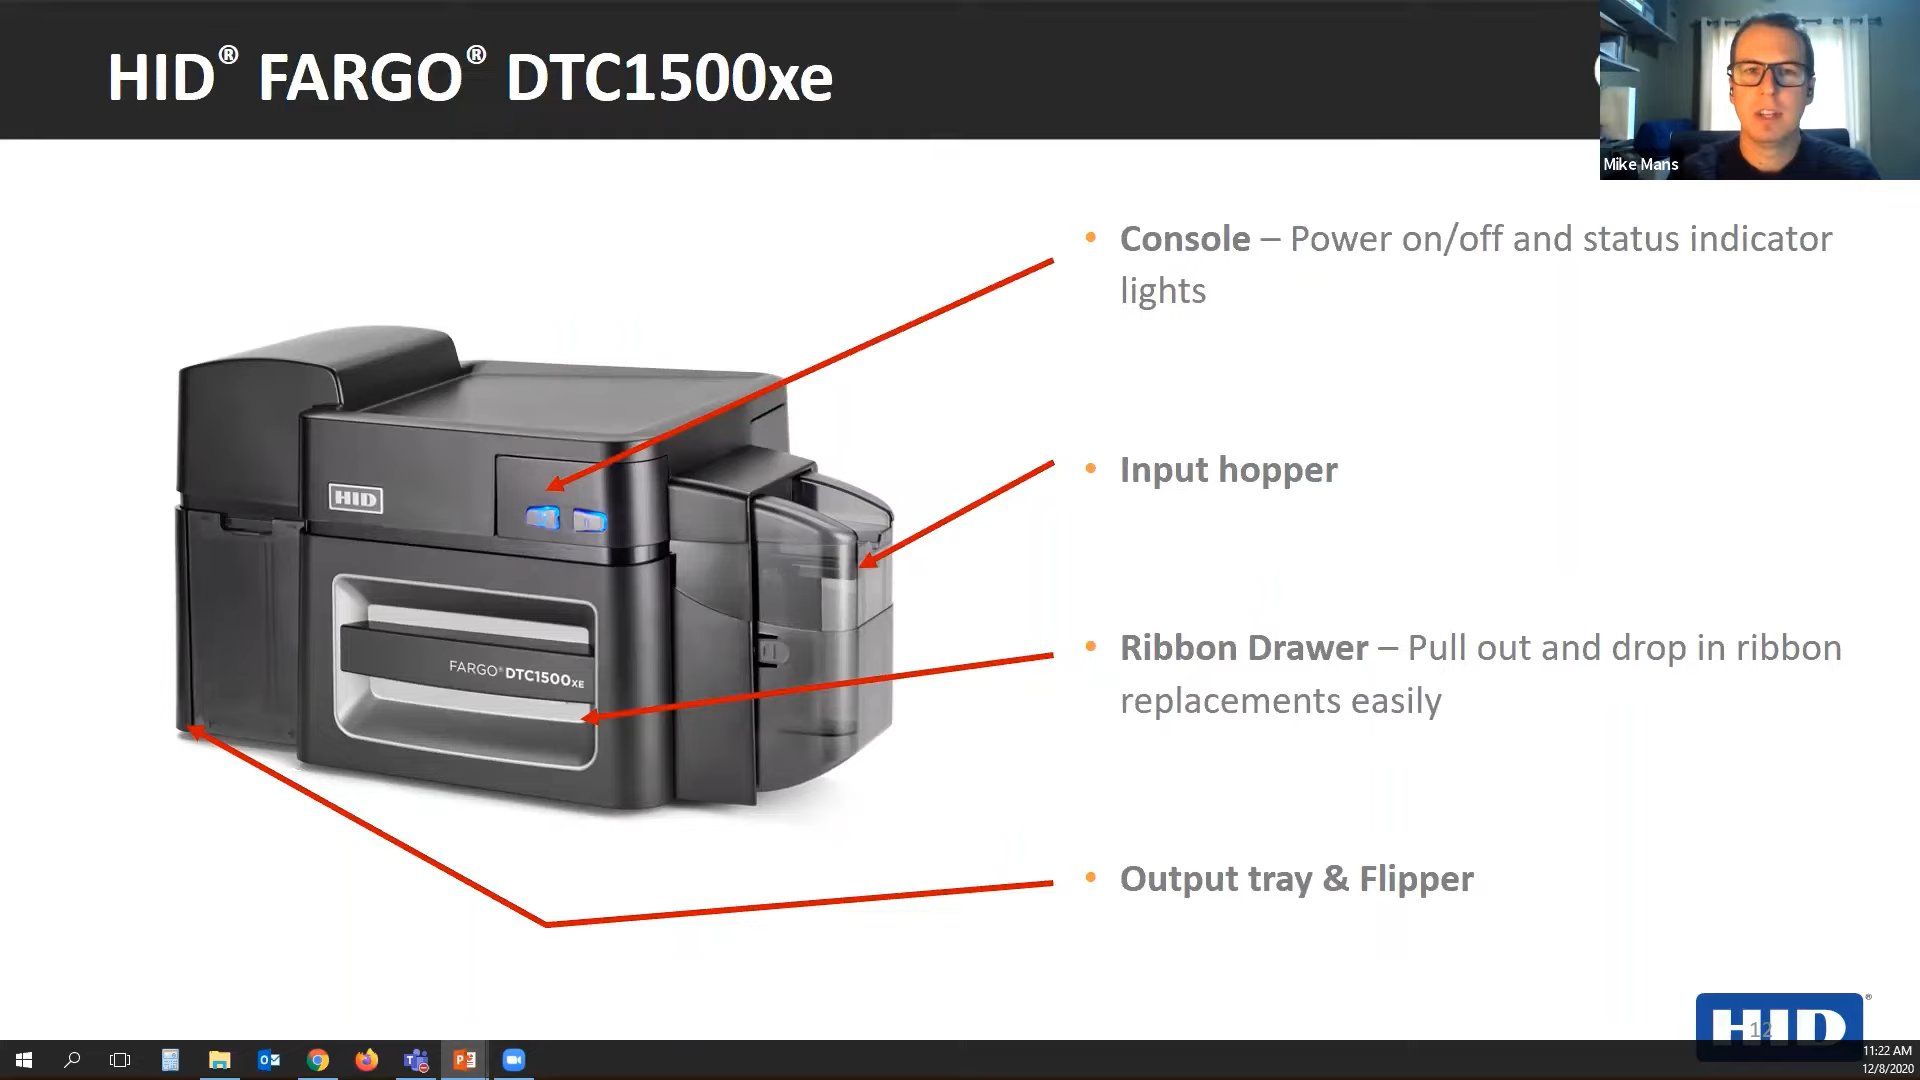 HID® FARGO® DTC1500xe
Mike Mans
• Console – Power on/off and status indicator
lights
HID
• Input hopper
FARGO® DTC1500XE
• Ribbon Drawer – Pull out and drop in ribbon
replacements easily
• Output tray & Flipper
HID®
12
11:22 AM
12/8/2020